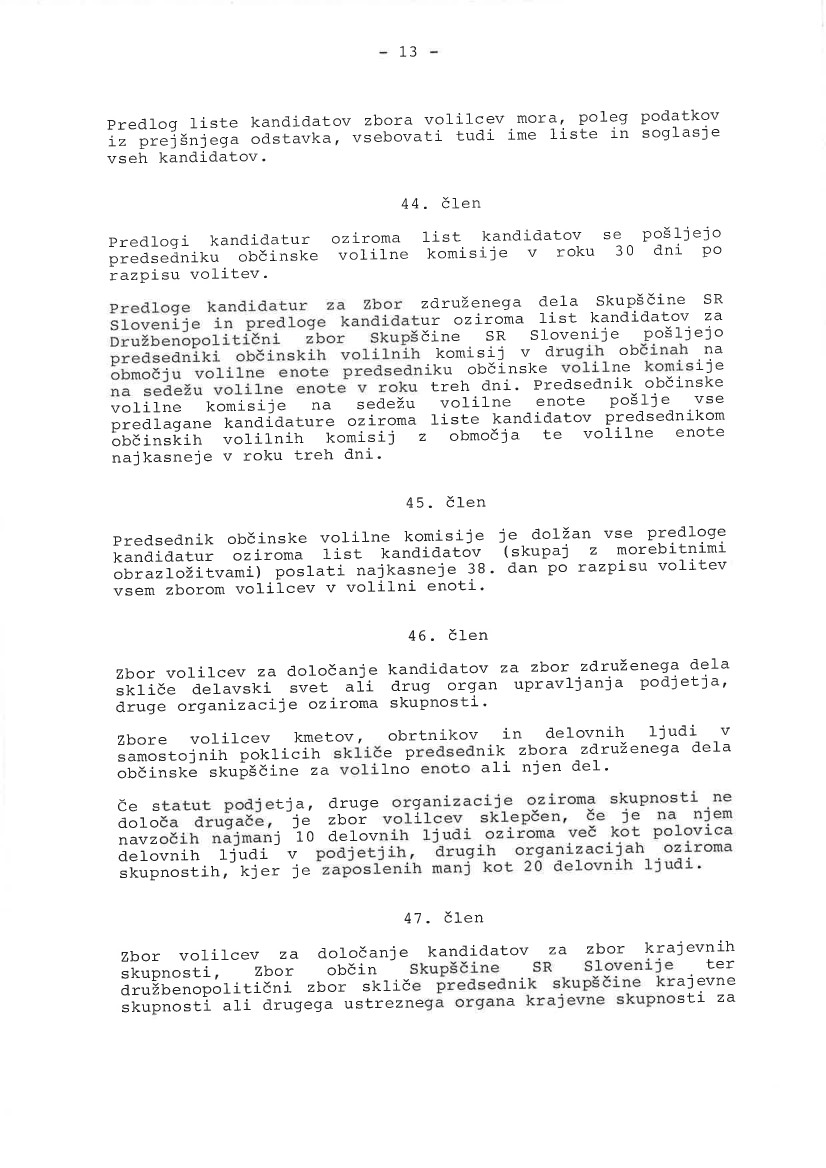 - 13 -
Predlog liste kandidatov zbora volilcev mora, poleg podatkov
iz prejšnjega odstavka, vsebovati tudi ime liste in soglasje
vseh kandidatov.
44. člen
Predlogi kandidatur oziroma list kandidatov se pošljejo
predsedniku občinske volilne komisije v roku 30 dni po
razpisu volitev.
Predloge kandidatur za Zbor združenega dela Skupščine SR
Slovenije in predloge kandidatur oziroma list kandidatov za
Družbenopolitični zbor Skupščine SR Slovenije pošljejo
predsedniki občinskih volilnih komisij v drugih občinah na
območju volilne enote predsedniku občinske volilne komisije
na sedežu volilne enote v roku treh dni. Predsednik občinske
volilne komisije na sedežu volilne enote pošlje vse
predlagane kandidature oziroma liste kandidatov predsednikom
občinskih volilnih komisij z območja te volilne enote
najkasneje v roku treh dni.
45. člen
Predsednik občinske volilne komisije je dolžan vse predloge
kandidatur oziroma list kandidatov (skupaj z morebitnimi
obrazložitvami) poslati najkasneje 38. dan po razpisu volitev
vsem zborom volilcev v volilni enoti.
46. člen
Zbor volilcev za določanje kandidatov za zbor združenega dela
skliče delavski svet ali drug organ upravljanja podjetja,
druge organizacije oziroma skupnosti.
Zbore volilcev kmetov, obrtnikov in delovnih ljudi v
samostojnih poklicih skliče predsednik zbora združenega dela
občinske skupščine za volilno enoto ali njen del.
Če statut podjetja, druge organizacije oziroma skupnosti ne
določa drugače, je zbor volilcev sklepčen, če je na njem
navzočih najmanj 10 delovnih ljudi oziroma več kot polovica
delovnih ljudi v podjetjih, drugih organizacijah oziroma
skupnostih, kjer je zaposlenih manj kot 20 delovnih ljudi.
47. člen
Zbor volilcev za določanje kandidatov za zbor krajevnih
skupnosti, Zbor občin Skupščine SR Slovenije ter
družbenopolitični zbor skliče predsednik skupščine krajevne
skupnosti ali drugega ustreznega organa krajevne skupnosti za